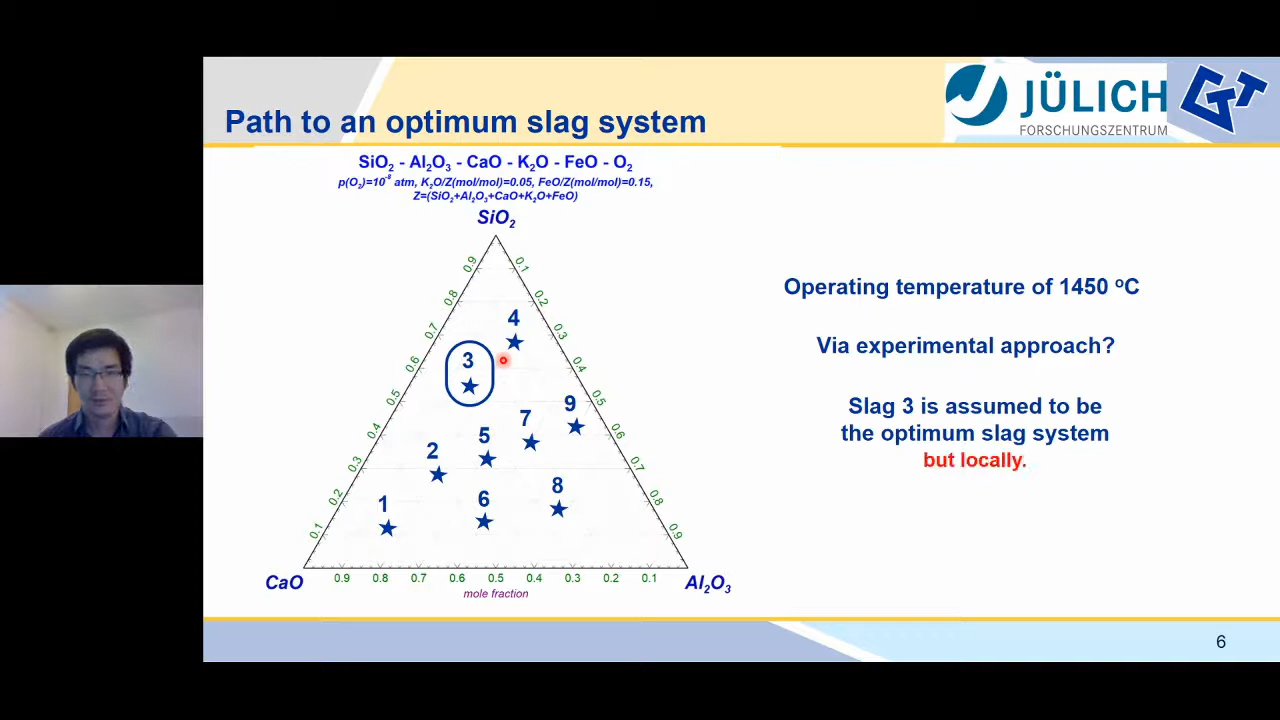 JÜLICH
FORSCHUNGSZENTRUM
GTT
Path to an optimum slag system
SiO₂ - Al₂O₃ - CaO - K₂O - FeO - O₂
p(O₂)=10⁻⁸ atm, K₂O/Z(mol/mol)=0.05, FeO/Z(mol/mol)=0.15,
Z=(SiO₂+Al₂O₃+CaO+K₂O+FeO)
SiO₂
0.9 0.1
0.8 0.2
0.7 0.3
0.6 0.4
0.5 0.5
0.4 0.6
0.3 0.7
0.2 0.8
0.1 0.9
4
3
9
7
5
2
8
6
1
CaO
Al₂O₃
0.9 0.8 0.7 0.6 0.5 0.4 0.3 0.2 0.1
mole fraction
Operating temperature of 1450 ºC
Via experimental approach?
Slag 3 is assumed to be
the optimum slag system
but locally.
6